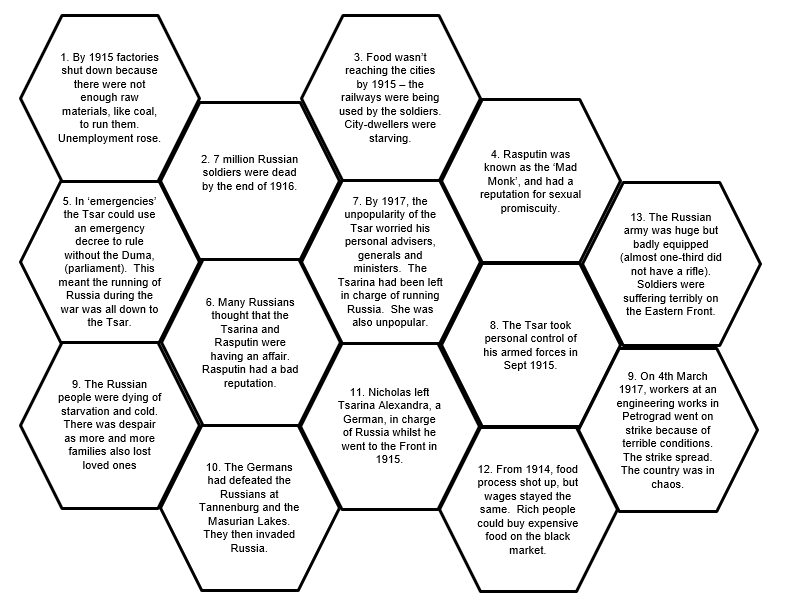 1. By 1915 factories
shut down because
there were not
enough raw
materials, like coal,
to run them.
Unemployment rose.
2. 7 million Russian
soldiers were dead
by the end of 1916.
3. Food wasn't
reaching the cities
by 1915 – the
railways were being
used by the soldiers.
City-dwellers were
starving.
4. Rasputin was
known as the 'Mad
Monk', and had a
reputation for sexual
promiscuity.
5. In 'emergencies'
the Tsar could use
an emergency
decree to rule
without the Duma,
(parliament).  This
meant the running of
Russia during the
war was all down to
the Tsar.
6. Many Russians
thought that the
Tsarina and
Rasputin were
having an affair.
Rasputin had a bad
reputation.
7. By 1917, the
unpopularity of the
Tsar worried his
personal advisers,
generals and
ministers.  The
Tsarina had been left
in charge of running
Russia.  She was
also unpopular.
8. The Tsar took
personal control of
his armed forces in
Sept 1915.
13. The Russian
army was huge but
badly equipped
(almost one-third did
not have a rifle).
Soldiers were
suffering terribly on
the Eastern Front.
9. The Russian
people were dying of
starvation and cold.
There was despair
as more and more
families also lost
loved ones
10. The Germans
had defeated the
Russians at
Tannenburg and the
Masurian Lakes.
They then invaded
Russia.
11. Nicholas left
Tsarina Alexandra, a
German, in charge
of Russia whilst he
went to the Front in
1915.
12. From 1914, food
process shot up, but
wages stayed the
same.  Rich people
could buy expensive
food on the black
market.
9. On 4th March
1917, workers at an
engineering works in
Petrograd went on
strike because of
terrible conditions.
The strike spread.
The country was in
chaos.